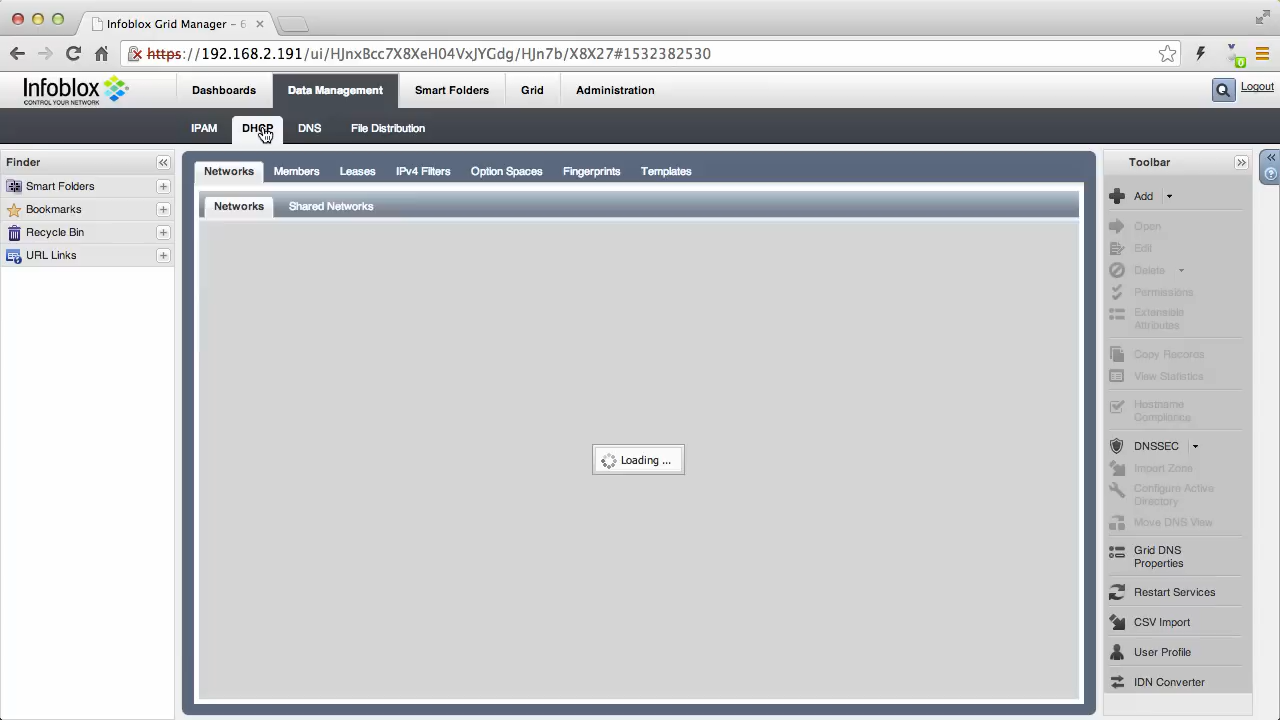 Infoblox Grid Manager – 6
https://192.168.2.191/ui/HJnxBcc7X8XeH04VxJYGdg/HJn7b/X8X27#1532382530
0
Infoblox
CONTROL YOUR NETWORK
Dashboards
Data Management
Smart Folders
Grid
Administration
Logout
IPAM
DHCP
DNS
File Distribution
Finder
Smart Folders
Bookmarks
Recycle Bin
URL Links
Networks
Members
Leases
IPv4 Filters
Option Spaces
Fingerprints
Templates
Networks
Shared Networks
Loading ...
Toolbar
Add
Open
Edit
Delete
Permissions
Extensible
Attributes
Copy Records
View Statistics
Hostname
Compliance
DNSSEC
Import Zone
Configure Active
Directory
Move DNS View
Grid DNS
Properties
Restart Services
CSV Import
User Profile
IDN Converter